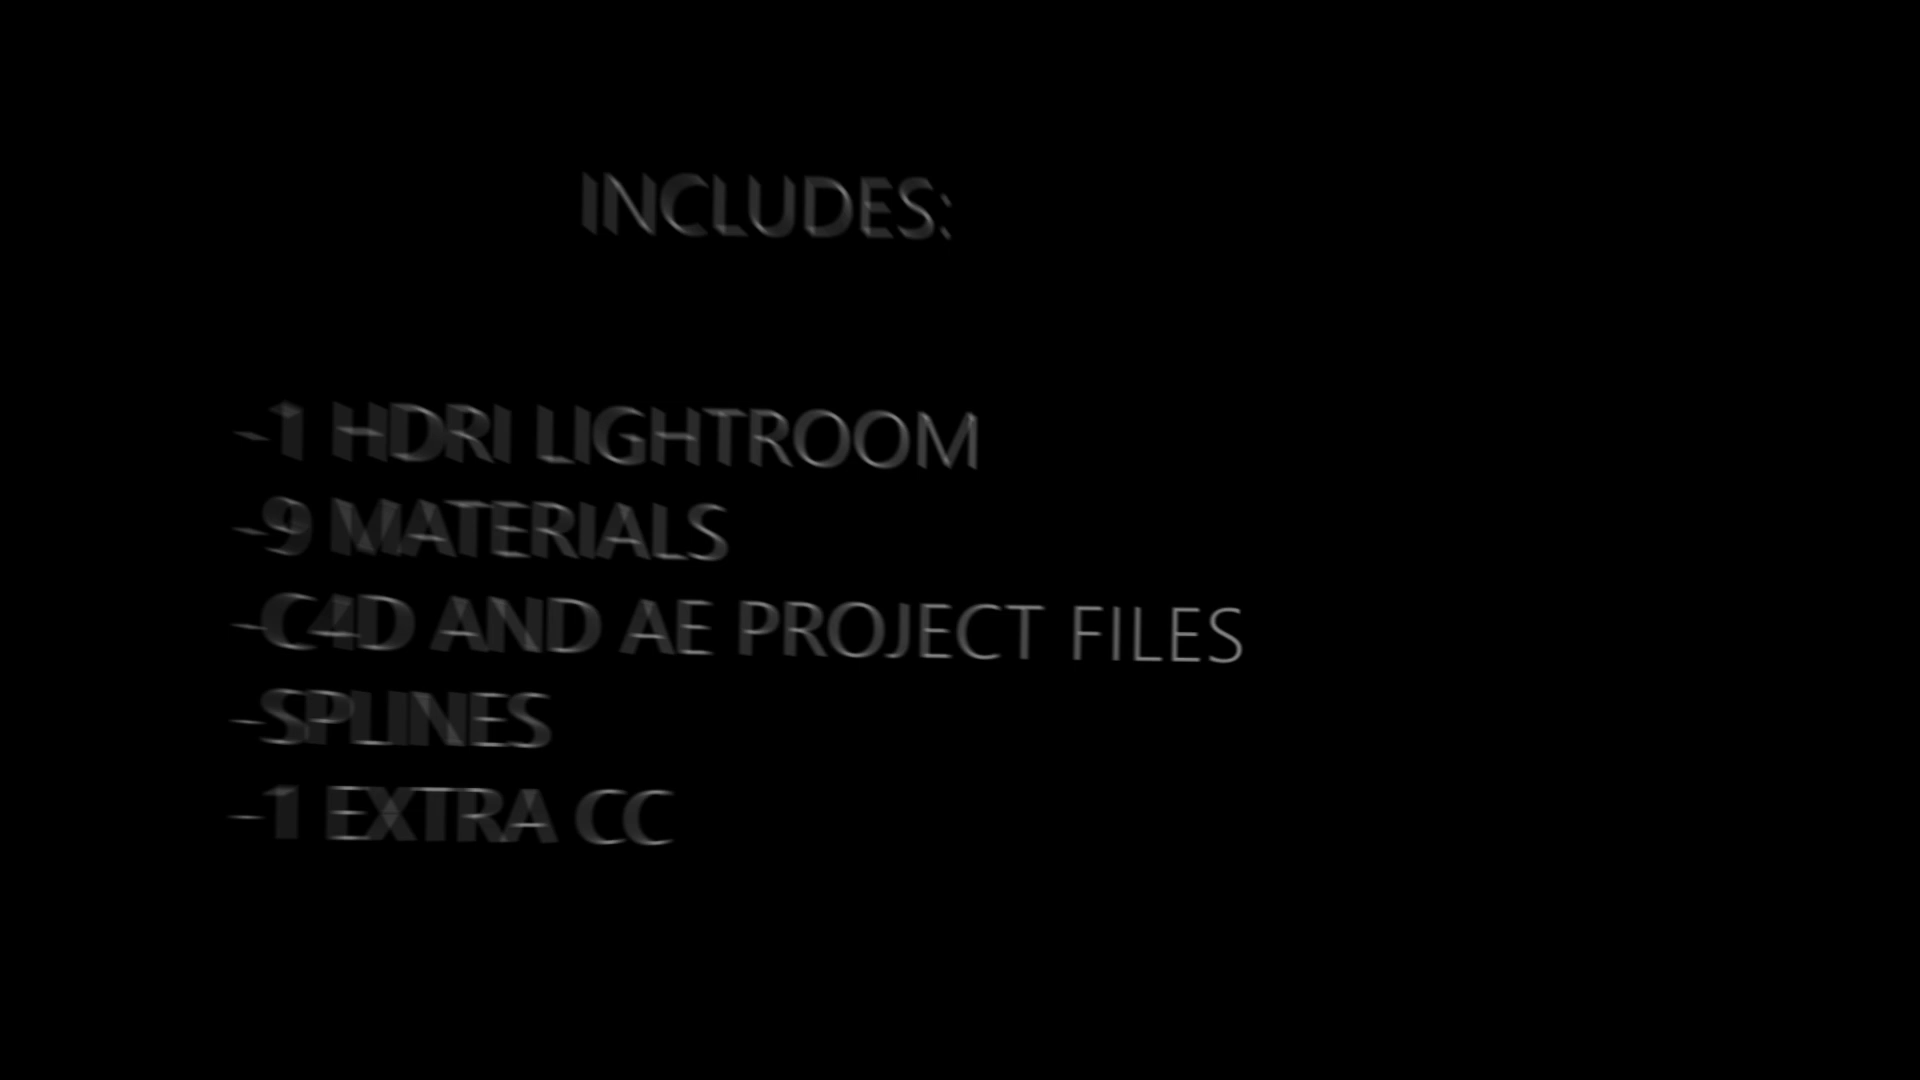 INCLUDES:
-1 HDRI LIGHTROOM
-9 MATERIALS
-C4D AND AE PROJECT FILES
-SPLINES
-1 EXTRA CC